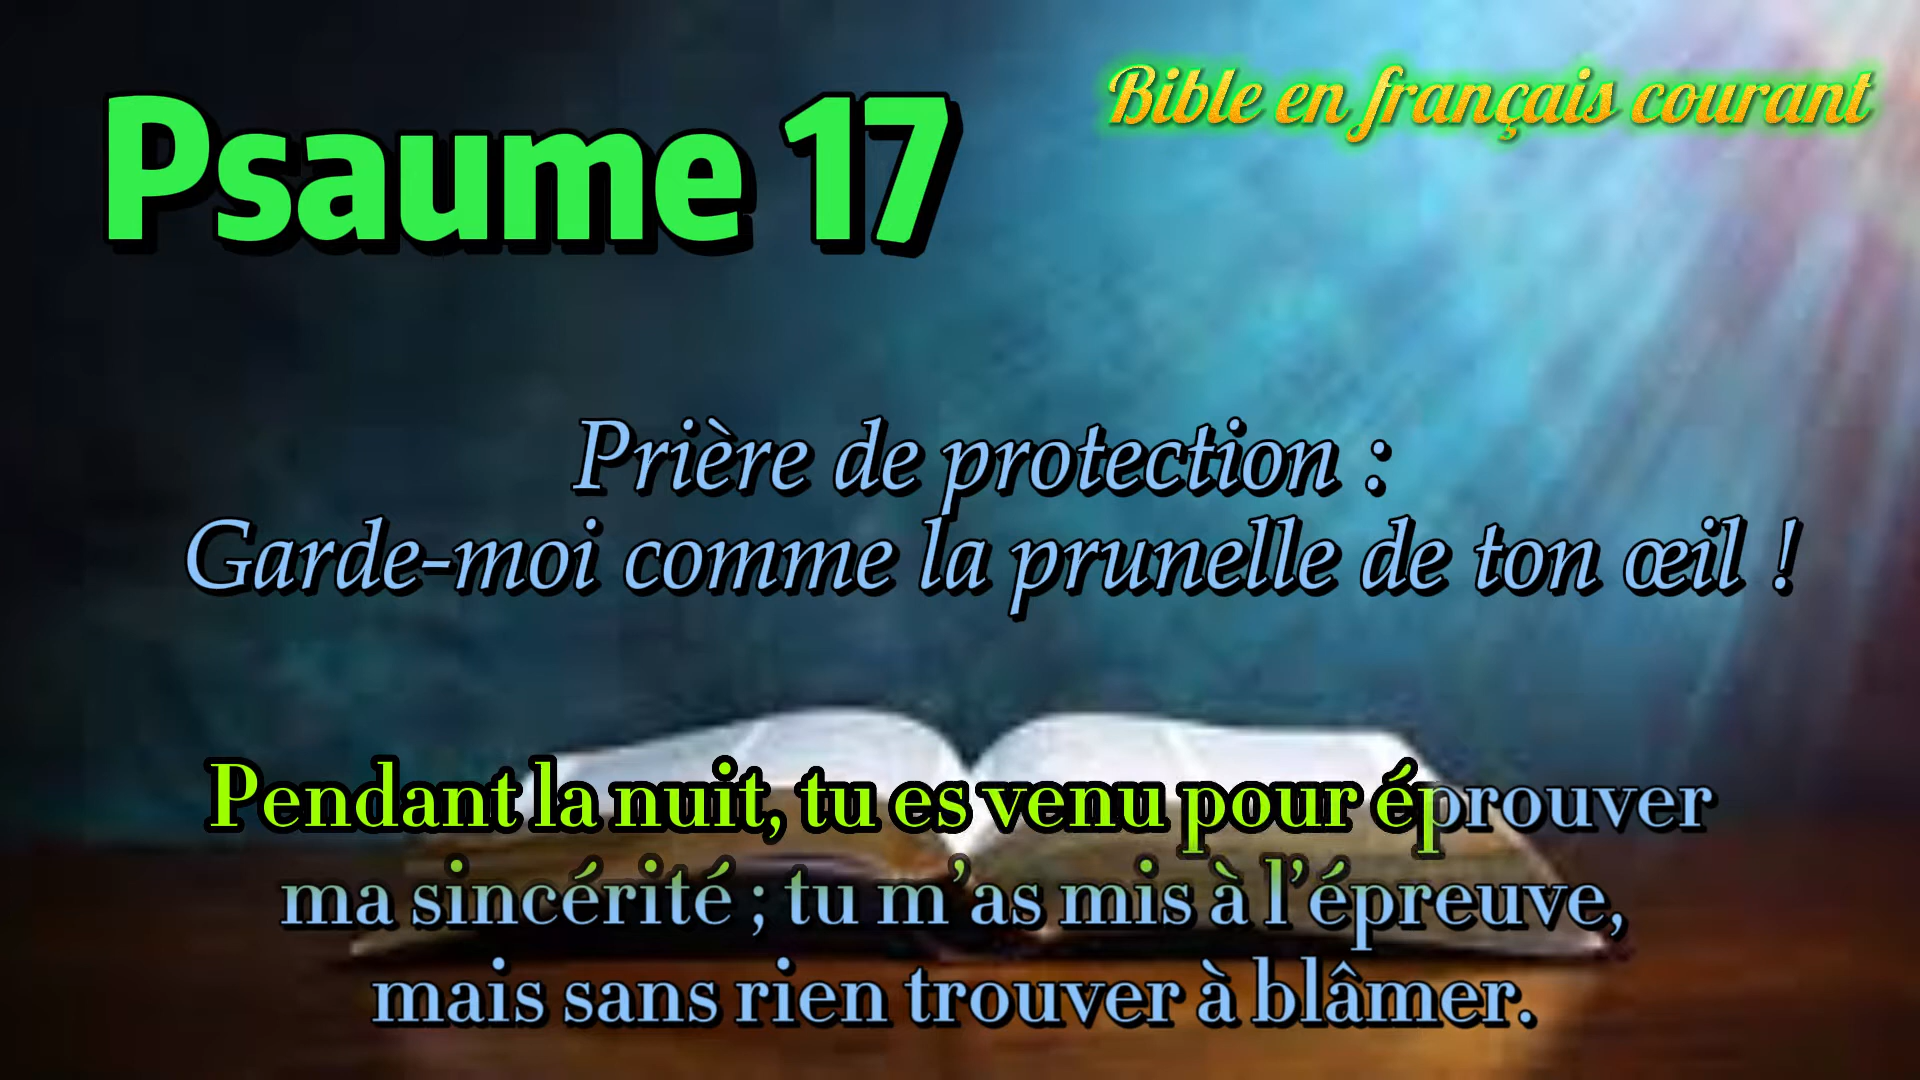 Psaume 17
Bible en français courant
Prière de protection :
Garde-moi comme la prunelle de ton œil !
Pendant la nuit, tu es venu pour éprouver
ma sincérité ; tu m’as mis à l’épreuve,
mais sans rien trouver à blâmer.